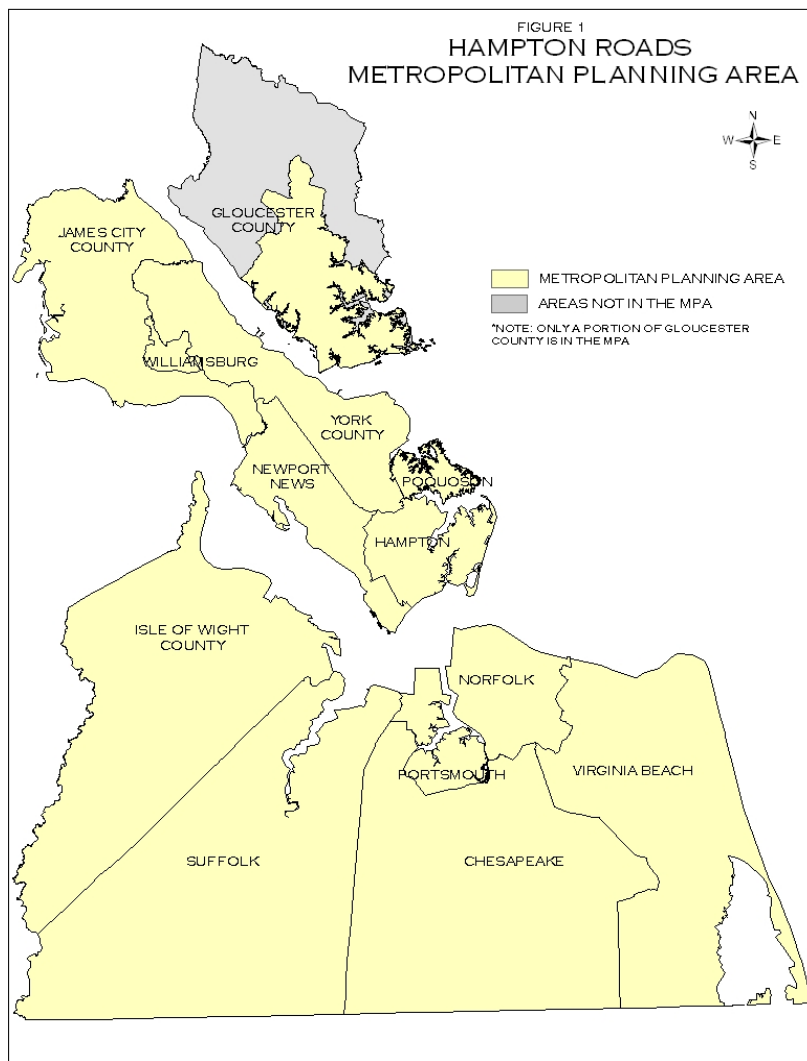 FIGURE 1
HAMPTON ROADS
METROPOLITAN PLANNING AREA
N
W E
S
GLOUCESTER
COUNTY
JAMES CITY
COUNTY
METROPOLITAN PLANNING AREA
AREAS NOT IN THE MPA
*NOTE: ONLY A PORTION OF GLOUCESTER
COUNTY IS IN THE MPA
WILLIAMSBURG
YORK
COUNTY
NEWPORT
NEWS
POQUOSON
HAMPTON
ISLE OF WIGHT
COUNTY
NORFOLK
PORTSMOUTH
VIRGINIA BEACH
SUFFOLK
CHESAPEAKE